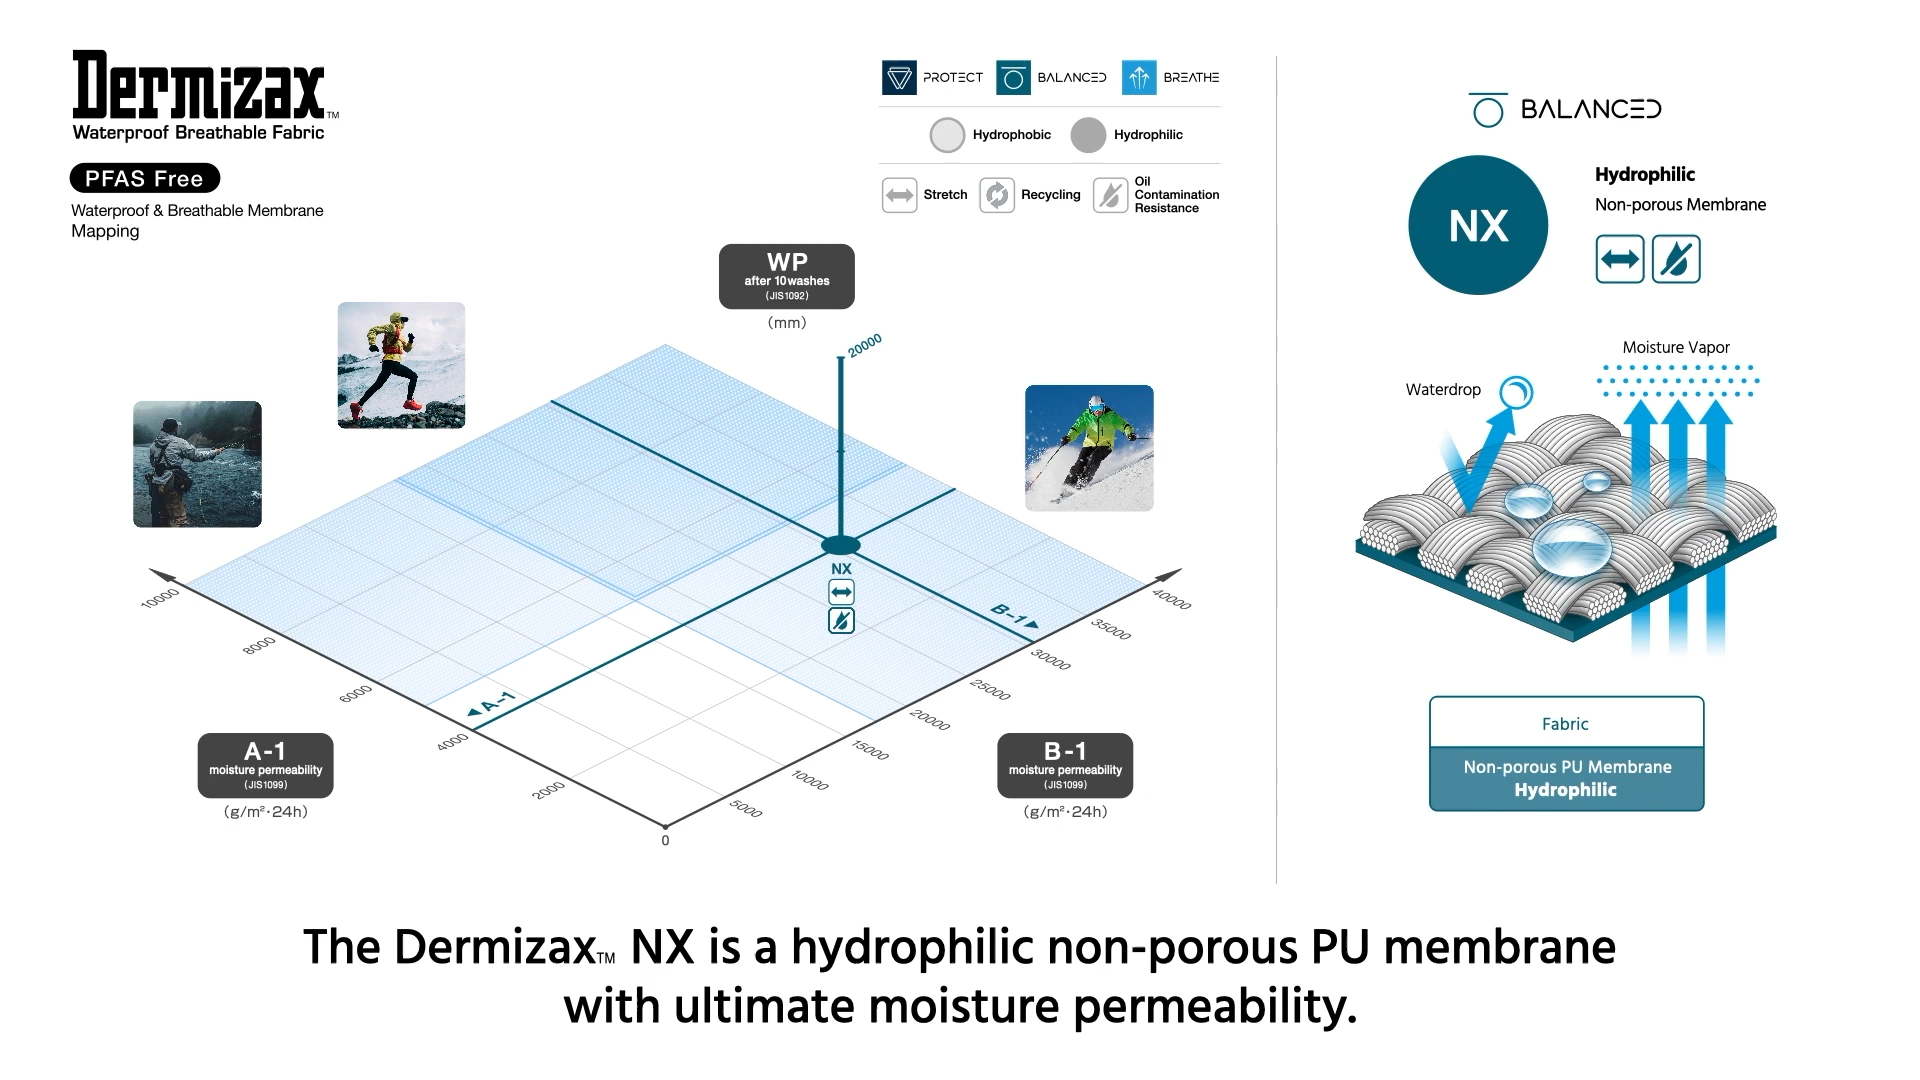 Dermizax™
Waterproof Breathable Fabric
PFAS Free
Waterproof & Breathable Membrane
Mapping
PROTECT BALANCED BREATHE
Hydrophobic Hydrophilic
Stretch Recycling Oil
Contamination
Resistance
WP
after 10 washes
(JIS1092)
(mm)
20000
NX
A-1
B-1
10000
8000
6000
4000
2000
0
5000
10000
15000
20000
25000
30000
35000
40000
A-1
moisture permeability
(JIS1099)
(g/m²･24h)
B-1
moisture permeability
(JIS1099)
(g/m²･24h)
BALANCED
NX
Hydrophilic
Non-porous Membrane
Moisture Vapor
Waterdrop
Fabric
Non-porous PU Membrane
Hydrophilic
The Dermizax™ NX is a hydrophilic non-porous PU membrane
with ultimate moisture permeability.